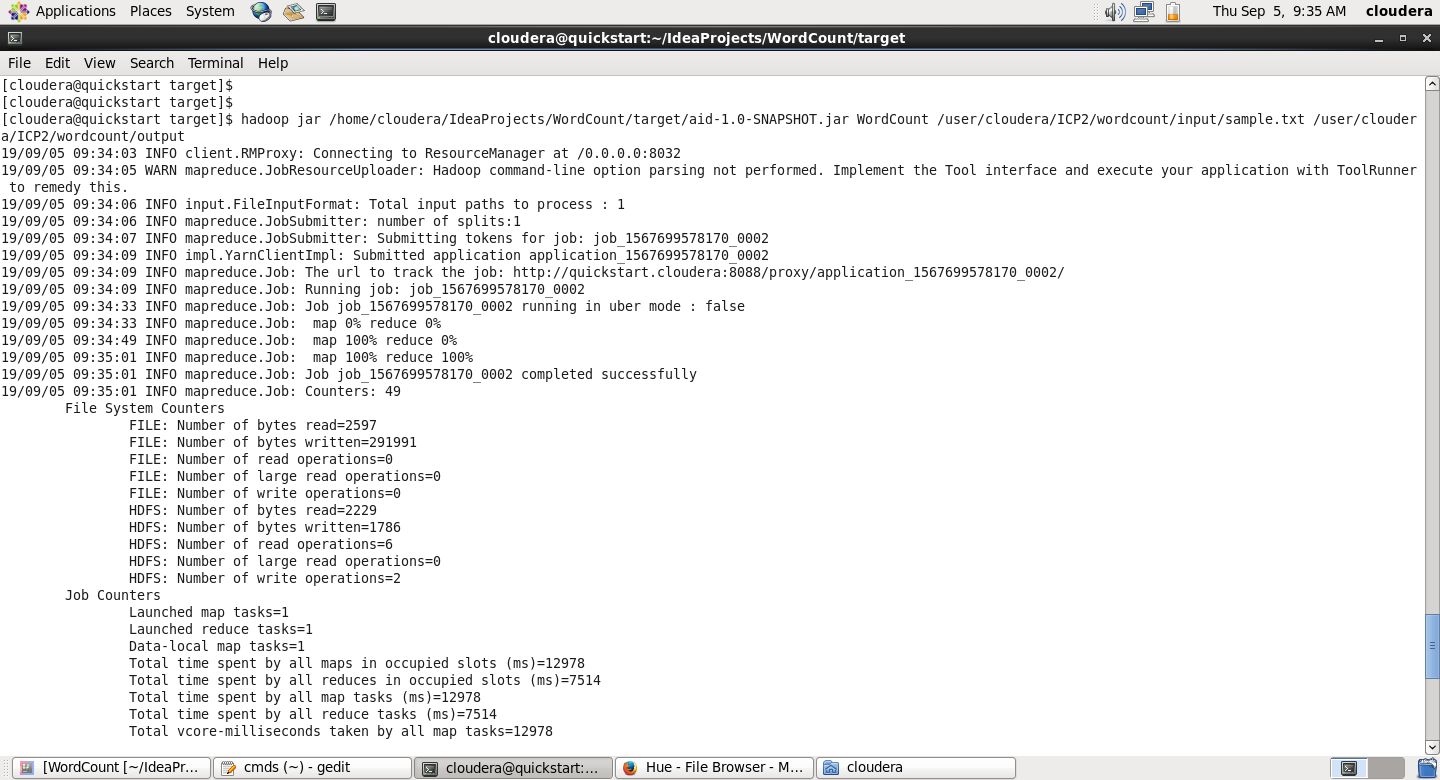 Applications Places System Thu Sep 5, 9:35 AM cloudera
cloudera@quickstart:~/IdeaProjects/WordCount/target
File Edit View Search Terminal Help
[cloudera@quickstart target]$
[cloudera@quickstart target]$
[cloudera@quickstart target]$ hadoop jar /home/cloudera/IdeaProjects/WordCount/target/aid-1.0-SNAPSHOT.jar WordCount /user/cloudera/ICP2/wordcount/input/sample.txt /user/clouder
a/ICP2/wordcount/output
19/09/05 09:34:03 INFO client.RMProxy: Connecting to ResourceManager at /0.0.0.0:8032
19/09/05 09:34:05 WARN mapreduce.JobResourceUploader: Hadoop command-line option parsing not performed. Implement the Tool interface and execute your application with ToolRunner
 to remedy this.
19/09/05 09:34:06 INFO input.FileInputFormat: Total input paths to process : 1
19/09/05 09:34:06 INFO mapreduce.JobSubmitter: number of splits:1
19/09/05 09:34:07 INFO mapreduce.JobSubmitter: Submitting tokens for job: job_1567699578170_0002
19/09/05 09:34:09 INFO impl.YarnClientImpl: Submitted application application_1567699578170_0002
19/09/05 09:34:09 INFO mapreduce.Job: The url to track the job: http://quickstart.cloudera:8088/proxy/application_1567699578170_0002/
19/09/05 09:34:09 INFO mapreduce.Job: Running job: job_1567699578170_0002
19/09/05 09:34:33 INFO mapreduce.Job: Job job_1567699578170_0002 running in uber mode : false
19/09/05 09:34:33 INFO mapreduce.Job:  map 0% reduce 0%
19/09/05 09:34:49 INFO mapreduce.Job:  map 100% reduce 0%
19/09/05 09:35:01 INFO mapreduce.Job:  map 100% reduce 100%
19/09/05 09:35:01 INFO mapreduce.Job: Job job_1567699578170_0002 completed successfully
19/09/05 09:35:01 INFO mapreduce.Job: Counters: 49
File System Counters
FILE: Number of bytes read=2597
FILE: Number of bytes written=291991
FILE: Number of read operations=0
FILE: Number of large read operations=0
FILE: Number of write operations=0
HDFS: Number of bytes read=2229
HDFS: Number of bytes written=1786
HDFS: Number of read operations=6
HDFS: Number of large read operations=0
HDFS: Number of write operations=2
Job Counters
Launched map tasks=1
Launched reduce tasks=1
Data-local map tasks=1
Total time spent by all maps in occupied slots (ms)=12978
Total time spent by all reduces in occupied slots (ms)=7514
Total time spent by all map tasks (ms)=12978
Total time spent by all reduce tasks (ms)=7514
Total vcore-milliseconds taken by all map tasks=12978
[WordCount [~/IdeaPr... cmds (~) - gedit cloudera@quickstart:... Hue - File Browser - M... cloudera